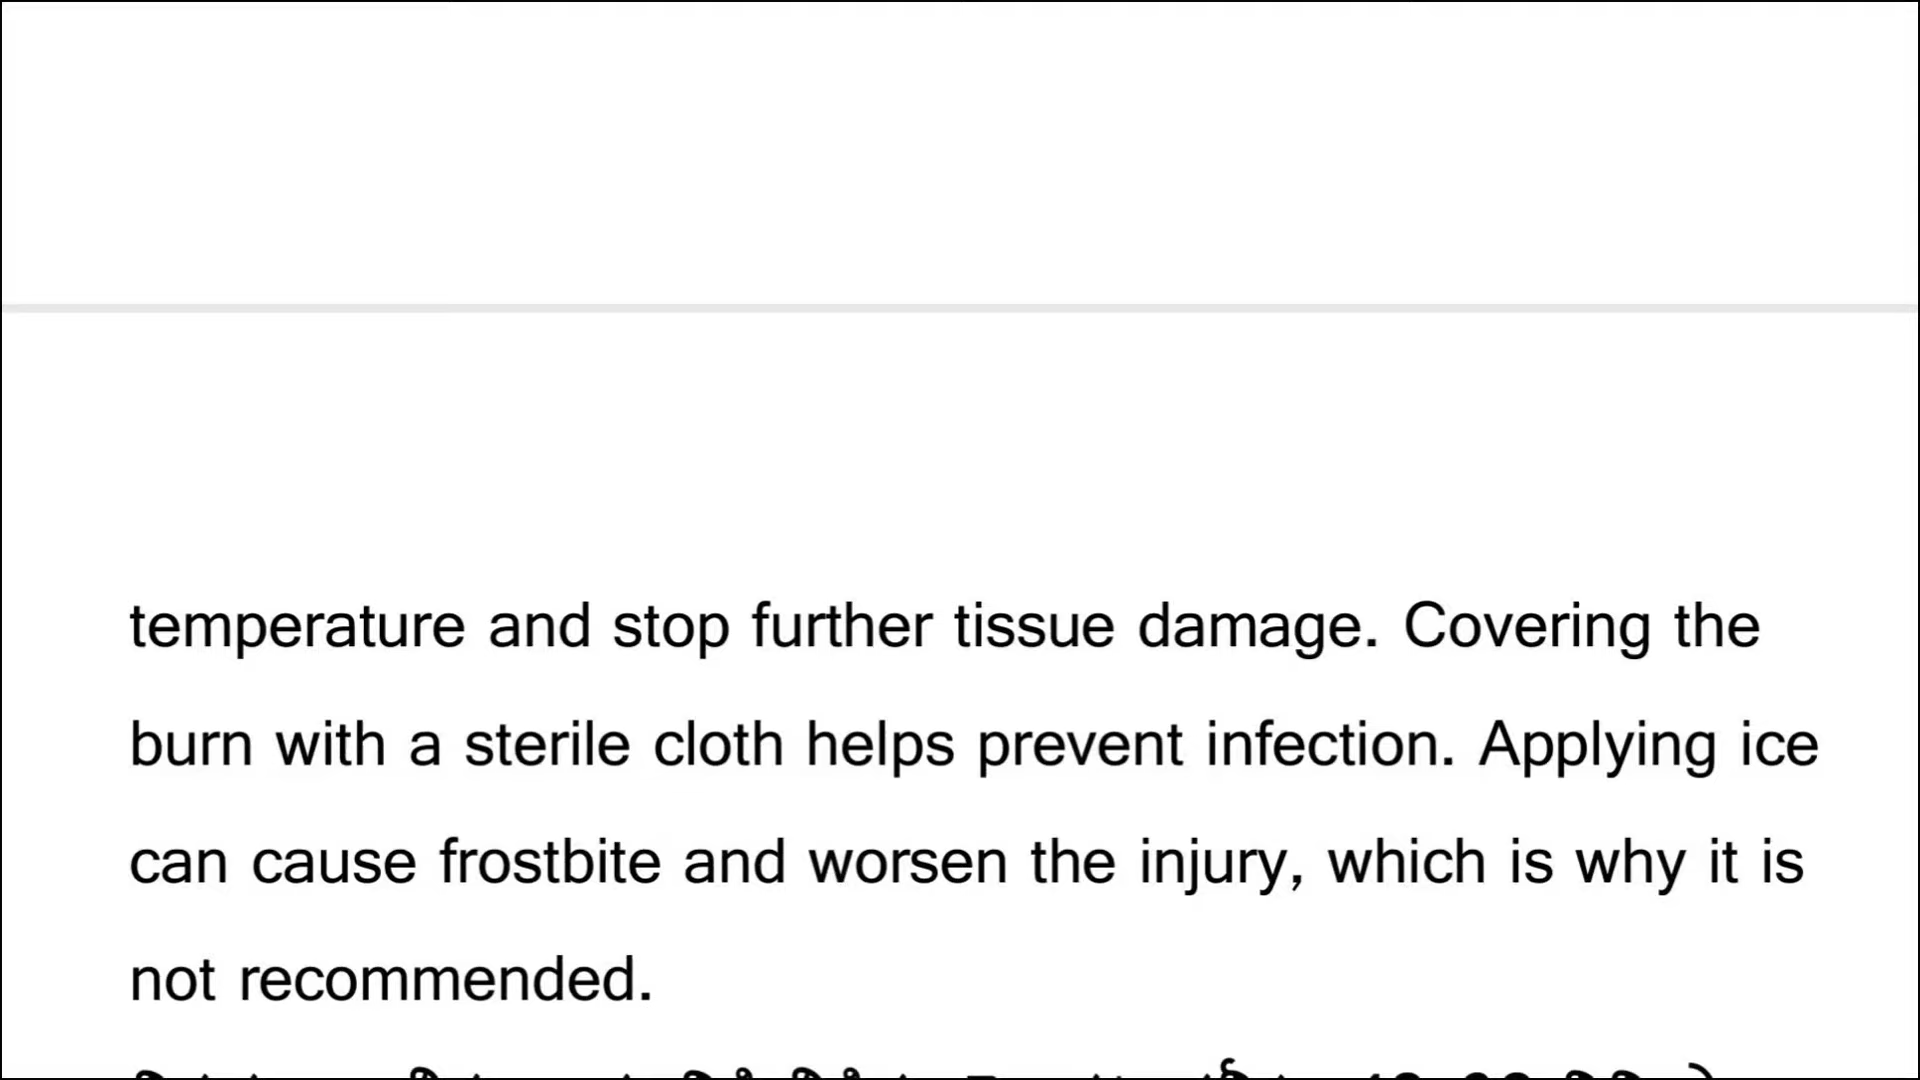 temperature and stop further tissue damage. Covering the
burn with a sterile cloth helps prevent infection. Applying ice
can cause frostbite and worsen the injury, which is why it is
not recommended.